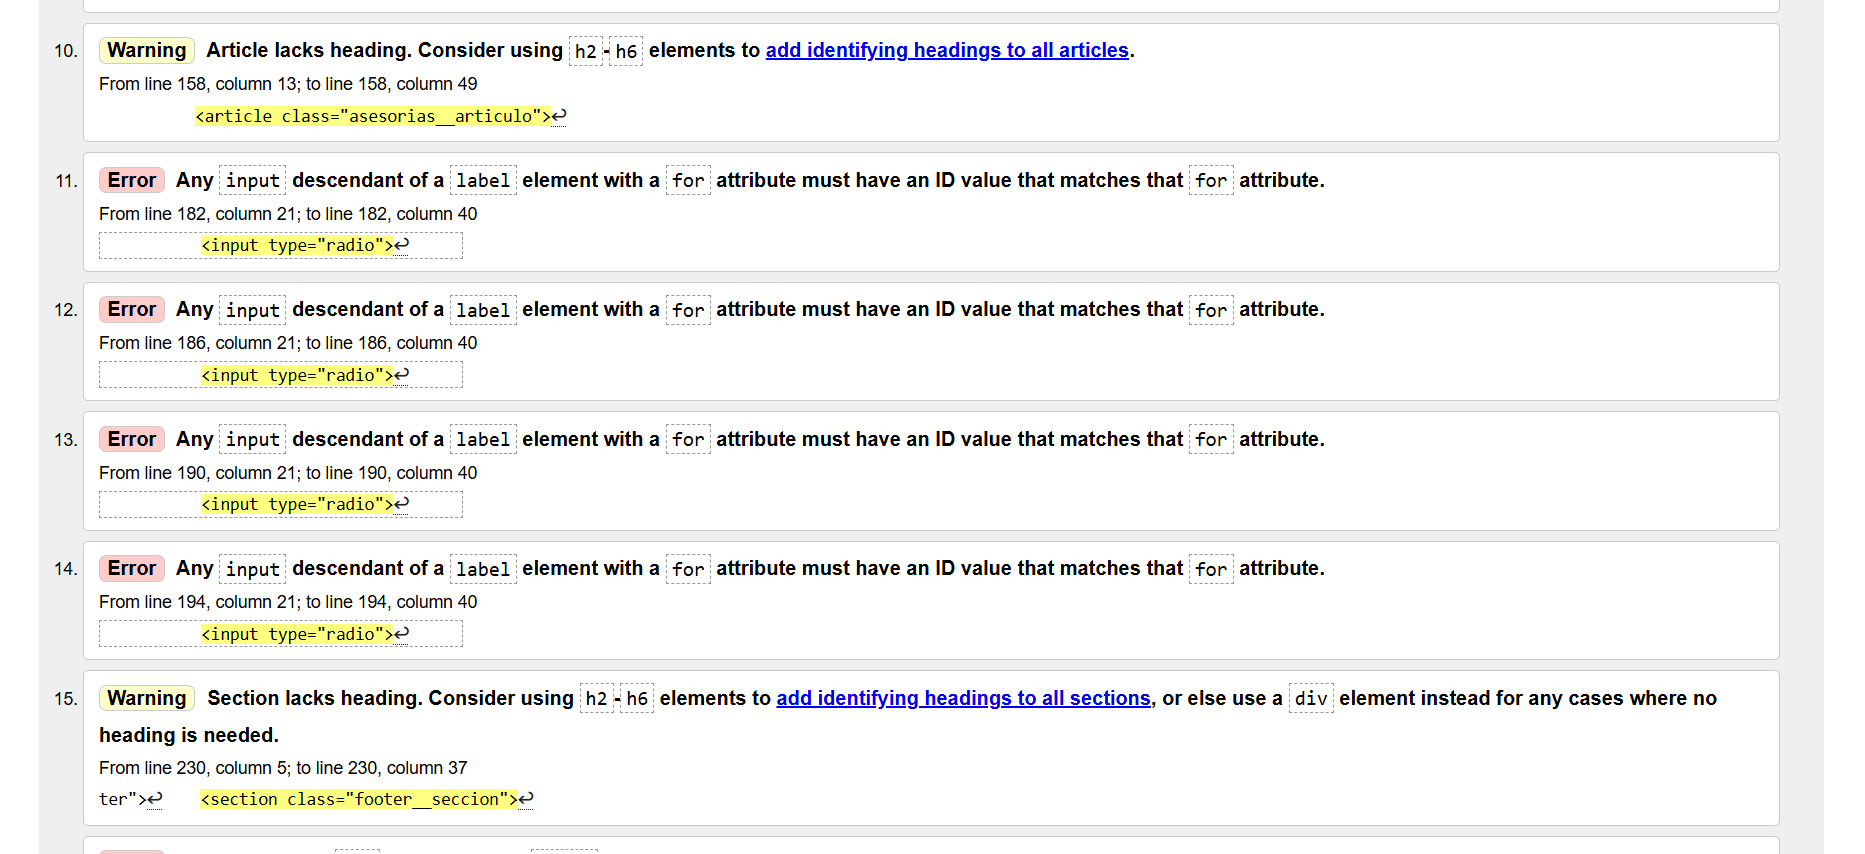 10. Warning Article lacks heading. Consider using h2-h6 elements to add identifying headings to all articles.
From line 158, column 13; to line 158, column 49
<article class="asesorias__articulo">↩
11. Error Any input descendant of a label element with a for attribute must have an ID value that matches that for attribute.
From line 182, column 21; to line 182, column 40
<input type="radio">↩
12. Error Any input descendant of a label element with a for attribute must have an ID value that matches that for attribute.
From line 186, column 21; to line 186, column 40
<input type="radio">↩
13. Error Any input descendant of a label element with a for attribute must have an ID value that matches that for attribute.
From line 190, column 21; to line 190, column 40
<input type="radio">↩
14. Error Any input descendant of a label element with a for attribute must have an ID value that matches that for attribute.
From line 194, column 21; to line 194, column 40
<input type="radio">↩
15. Warning Section lacks heading. Consider using h2-h6 elements to add identifying headings to all sections, or else use a div element instead for any cases where no
heading is needed.
From line 230, column 5; to line 230, column 37
ter">↩ <section class="footer__seccion">↩